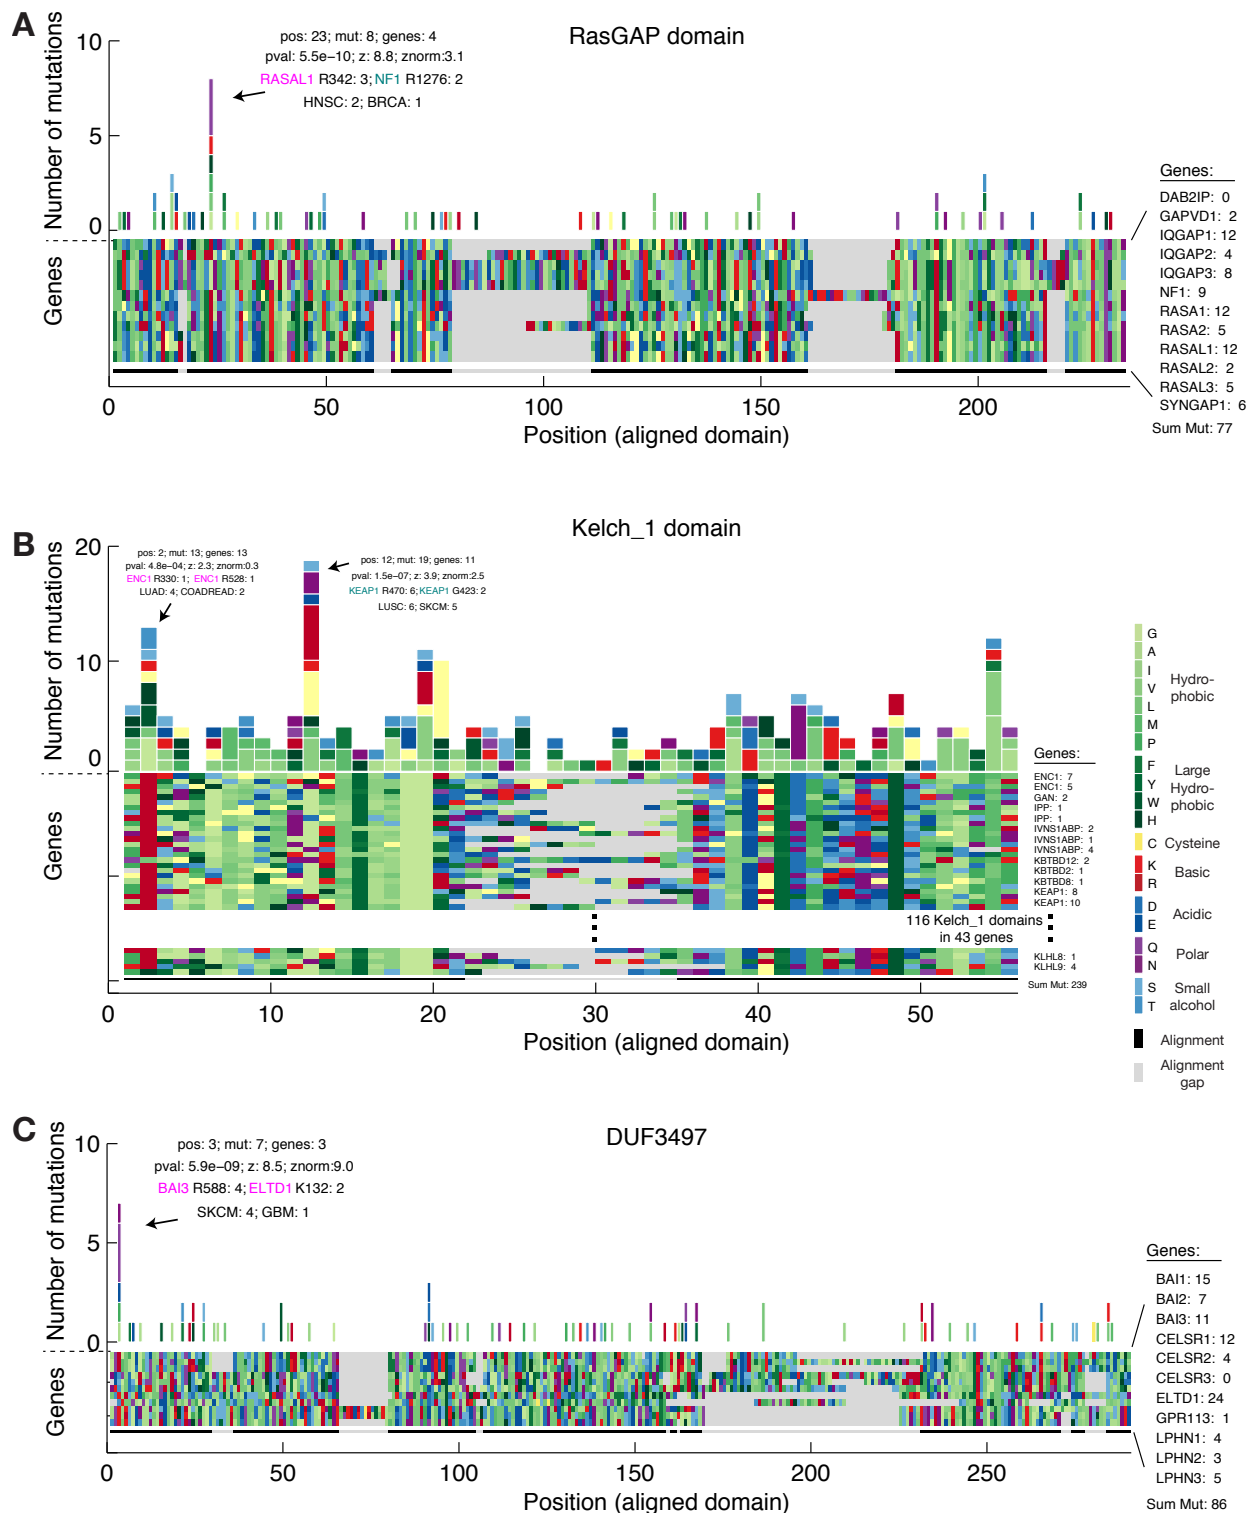 A
RasGAP domain
pos: 23; mut: 8; genes: 4
pval: 5.5e-10; z: 8.8; znorm:3.1
RASAL1 R342: 3; NF1 R1276: 2
HNSC: 2; BRCA: 1
Number of mutations
10
5
0
Genes
0
50
100
150
200
Position (aligned domain)
Genes:
DAB2IP: 0
GAPVD1: 2
IQGAP1: 12
IQGAP2: 4
IQGAP3: 8
NF1: 9
RASA1: 12
RASA2: 5
RASAL1: 12
RASAL2: 2
RASAL3: 5
SYNGAP1: 6
Sum Mut: 77
B
Kelch_1 domain
pos: 2; mut: 13; genes: 13
pval: 4.8e-04; z: 2.3; znorm:0.3
ENC1 R330: 1; ENC1 R528: 1
LUAD: 4; COADREAD: 2
pos: 12; mut: 19; genes: 11
pval: 1.5e-07; z: 3.9; znorm:2.5
KEAP1 R470: 6; KEAP1 G423: 2
LUSC: 6; SKCM: 5
Number of mutations
20
10
0
Genes
0
10
20
30
40
50
Position (aligned domain)
Genes:
ENC1: 7
ENC1: 5
GAN: 2
IPP: 1
IPP: 1
IVNS1ABP: 2
IVNS1ABP: 1
IVNS1ABP: 4
KBTBD12: 2
KBTBD2: 1
KBTBD8: 1
KEAP1: 8
KEAP1: 10
116 Kelch_1 domains
in 43 genes
KLHL8: 1
KLHL9: 4
Sum Mut: 239
G
A
I
V
L
M
P
Hydro-
phobic
F
Y
W
H
Large
Hydro-
phobic
C Cysteine
K
R
Basic
D
E
Acidic
Q
N
Polar
S
T
Small
alcohol
Alignment
Alignment
gap
C
DUF3497
pos: 3; mut: 7; genes: 3
pval: 5.9e-09; z: 8.5; znorm:9.0
BAI3 R588: 4; ELTD1 K132: 2
SKCM: 4; GBM: 1
Number of mutations
10
5
0
Genes
0
50
100
150
200
250
Position (aligned domain)
Genes:
BAI1: 15
BAI2: 7
BAI3: 11
CELSR1: 12
CELSR2: 4
CELSR3: 0
ELTD1: 24
GPR113: 1
LPHN1: 4
LPHN2: 3
LPHN3: 5
Sum Mut: 86